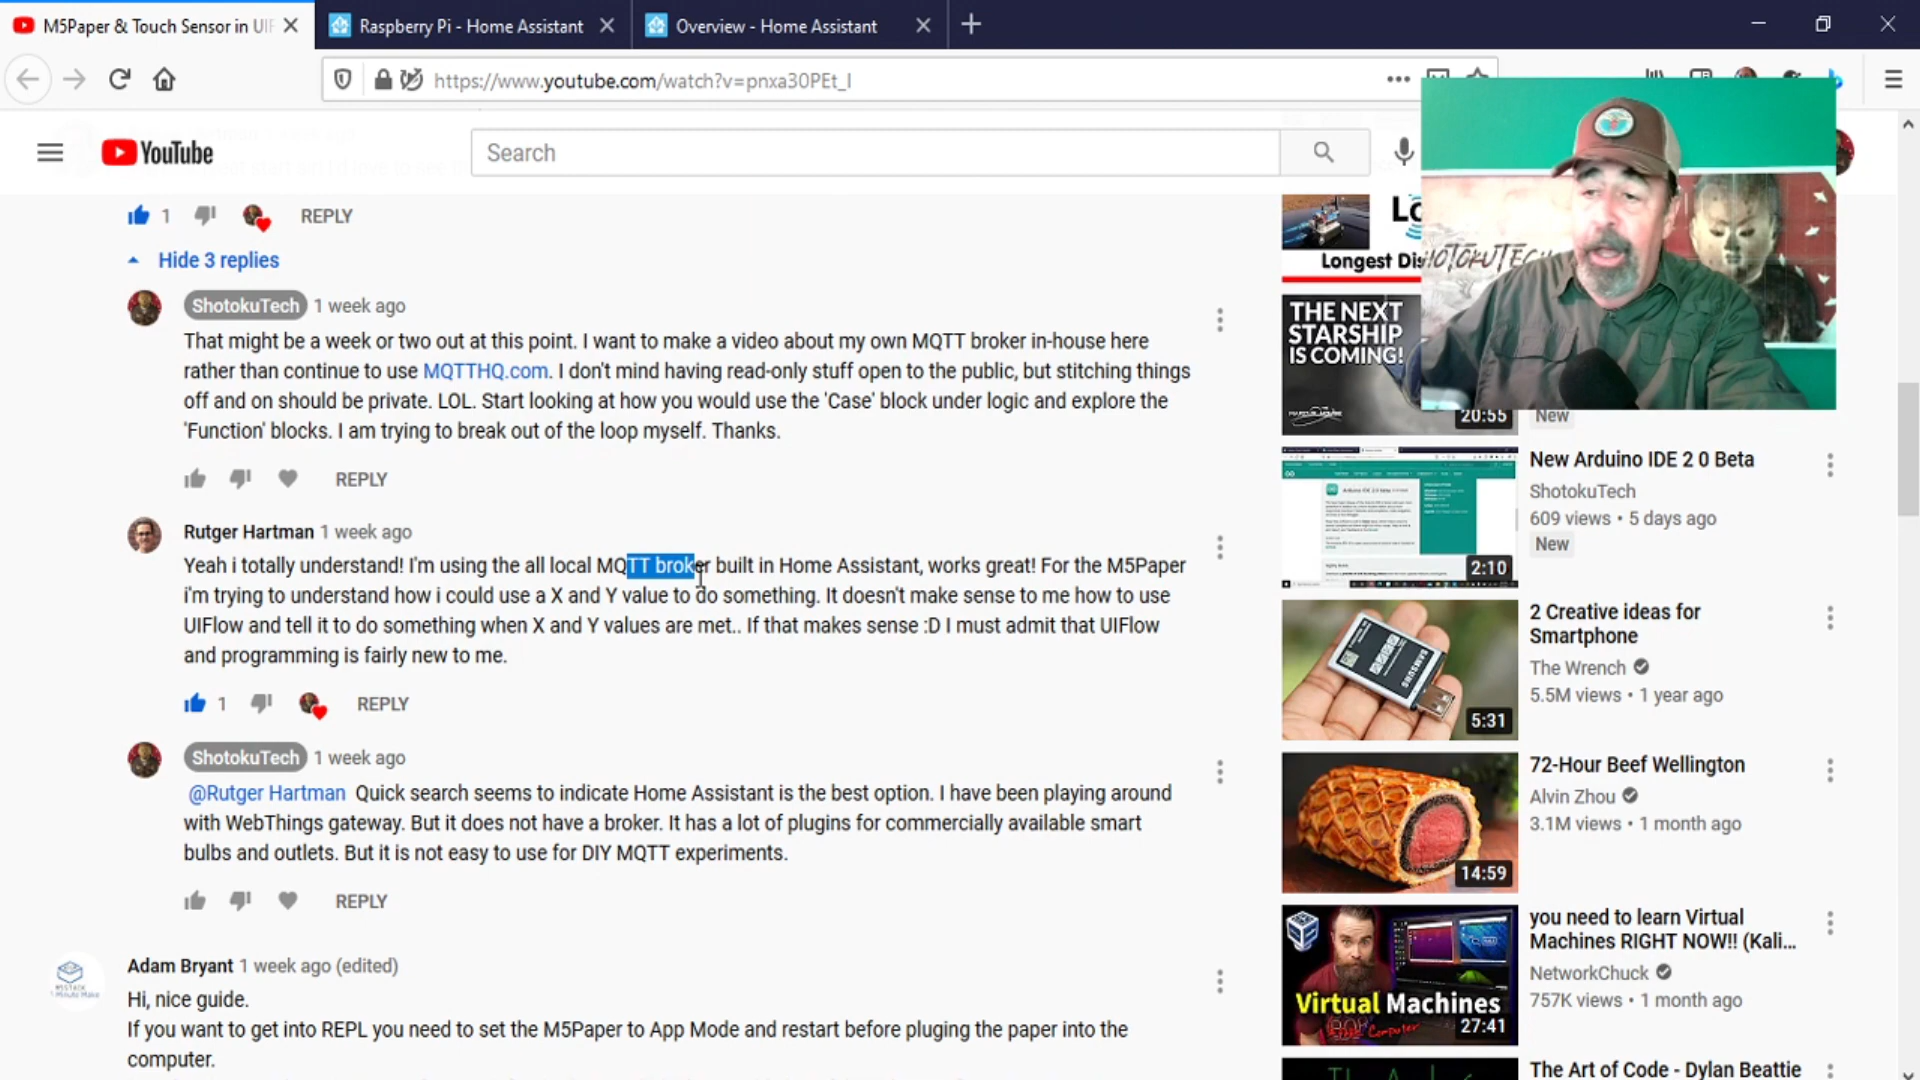 M5Paper & Touch Sensor in UIF
Raspberry Pi - Home Assistant
Overview - Home Assistant
https://www.youtube.com/watch?v=pnxa30PEt_I
YouTube
Search
1
REPLY
Hide 3 replies
ShotokuTech 1 week ago
That might be a week or two out at this point. I want to make a video about my own MQTT broker in-house here
rather than continue to use MQTTHQ.com. I don't mind having read-only stuff open to the public, but stitching things
off and on should be private. LOL. Start looking at how you would use the 'Case' block under logic and explore the
'Function' blocks. I am trying to break out of the loop myself. Thanks.
REPLY
Rutger Hartman 1 week ago
Yeah i totally understand! I'm using the all local MQTT broker built in Home Assistant, works great! For the M5Paper
i'm trying to understand how i could use a X and Y value to do something. It doesn't make sense to me how to use
UIFlow and tell it to do something when X and Y values are met.. If that makes sense :D I must admit that UIFlow
and programming is fairly new to me.
1
REPLY
ShotokuTech 1 week ago
@Rutger Hartman Quick search seems to indicate Home Assistant is the best option. I have been playing around
with WebThings gateway. But it does not have a broker. It has a lot of plugins for commercially available smart
bulbs and outlets. But it is not easy to use for DIY MQTT experiments.
REPLY
Adam Bryant 1 week ago (edited)
Hi, nice guide.
If you want to get into REPL you need to set the M5Paper to App Mode and restart before pluging the paper into the
computer.
Lo
Longest Dis
HOTOKUTECH
THE NEXT
STARSHIP
IS COMING!
20:55
New
New Arduino IDE 2 0 Beta
ShotokuTech
609 views • 5 days ago
New
2:10
2 Creative ideas for
Smartphone
The Wrench
5.5M views • 1 year ago
SAMSUNG
5:31
72-Hour Beef Wellington
Alvin Zhou
3.1M views • 1 month ago
14:59
you need to learn Virtual
Machines RIGHT NOW!! (Kali...
NetworkChuck
757K views • 1 month ago
Virtual Machines
27:41
The Art of Code - Dylan Beattie